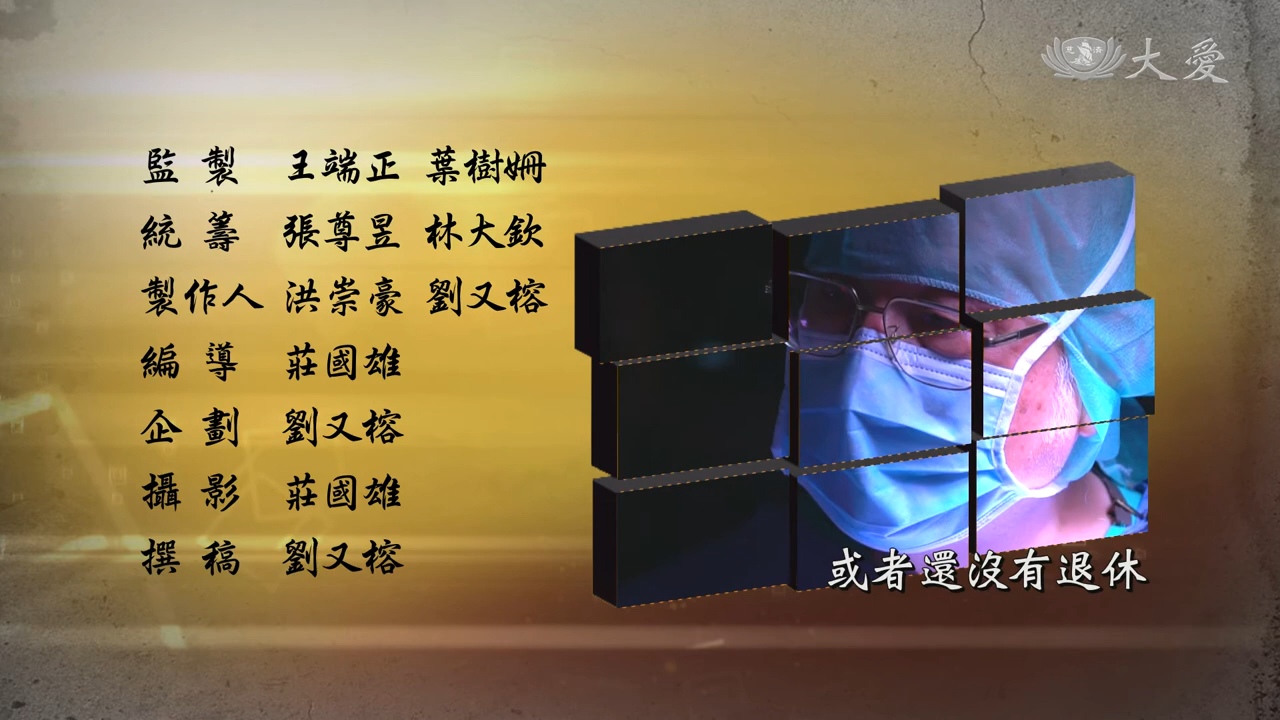 大愛
監製 王端正 葉樹姍
統籌 張尊昱 林大欽
製作人 洪崇豪 劉又榕
編導 莊國雄
企劃 劉又榕
攝影 莊國雄
撰稿 劉又榕
或者還沒有退休